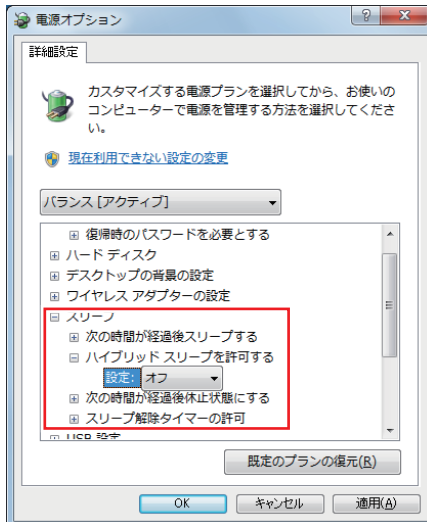 電源オプション
詳細設定
カスタマイズする電源プランを選択してから、お使いの
コンピューターで電源を管理する方法を選択してくださ
い。
現在利用できない設定の変更
バランス [アクティブ]
復帰時のパスワードを必要とする
ハード ディスク
デスクトップの背景の設定
ワイヤレス アダプターの設定
スリープ
次の時間が経過後スリープする
ハイブリッド スリープを許可する
設定: オフ
次の時間が経過後休止状態にする
スリープ解除タイマーの許可
USB 設定
既定のプランの復元(R)
OK キャンセル 適用(A)